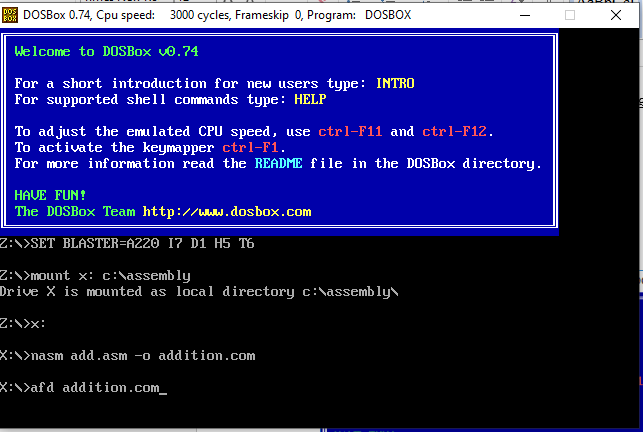 DOSBox 0.74, Cpu speed: 3000 cycles, Frameskip 0, Program: DOSBOX
Welcome to DOSBox v0.74
For a short introduction for new users type: INTRO
For supported shell commands type: HELP
To adjust the emulated CPU speed, use ctrl-F11 and ctrl-F12.
To activate the keymapper ctrl-F1.
For more information read the README file in the DOSBox directory.
HAVE FUN!
The DOSBox Team http://www.dosbox.com
Z:\>SET BLASTER=A220 I7 D1 H5 T6
Z:\>mount x: c:\assembly
Drive X is mounted as local directory c:\assembly\
Z:\>x:
X:\>nasm add.asm -o addition.com
X:\>afd addition.com_